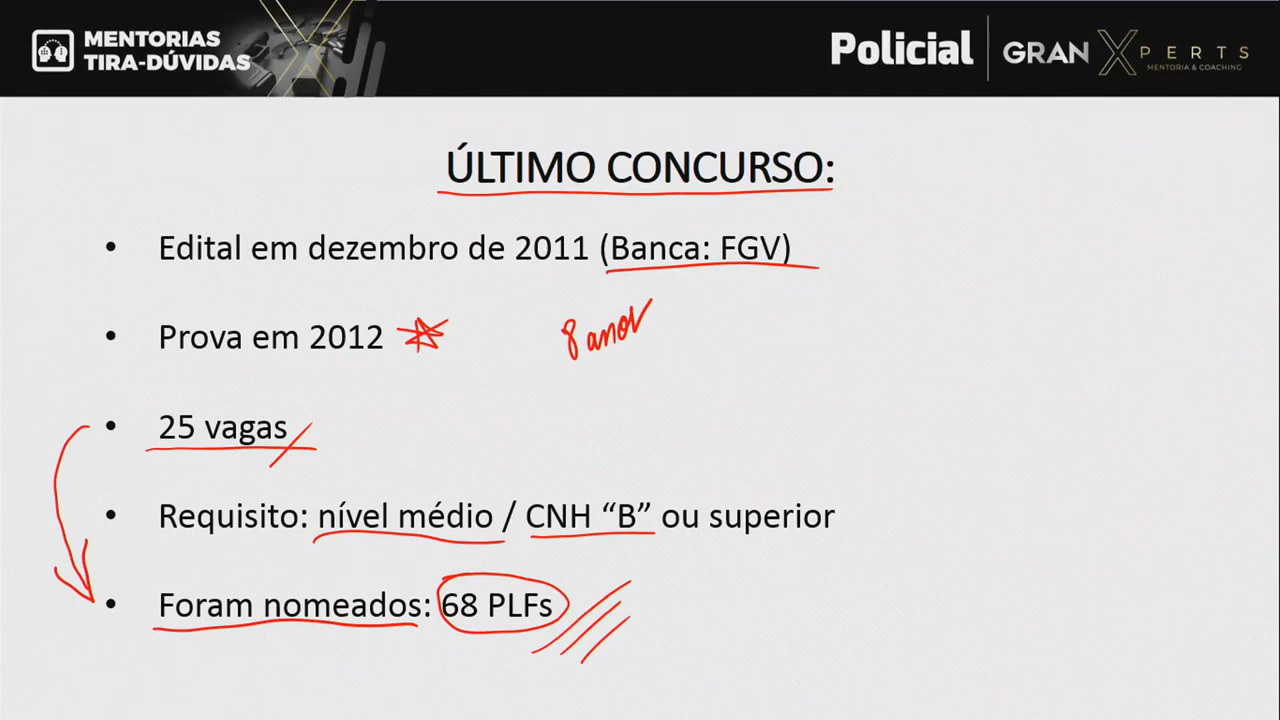 MENTORIAS
TIRA-DÚVIDAS
Policial
GRAN XPERTS
MENTORIA & COACHING
ÚLTIMO CONCURSO:
• Edital em dezembro de 2011 (Banca: FGV)
• Prova em 2012
8 anos
• 25 vagas
• Requisito: nível médio / CNH “B” ou superior
• Foram nomeados: 68 PLFs